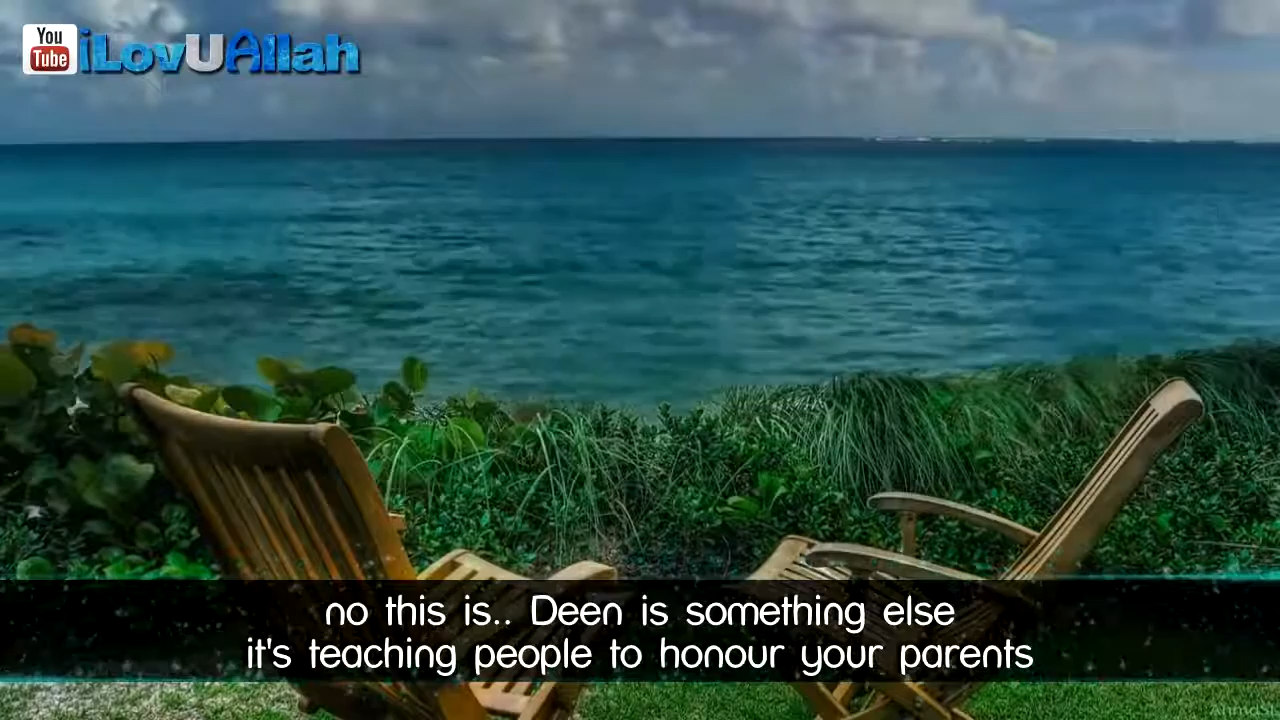 You
Tube
iLovUAllah
no this is.. Deen is something else
it's teaching people to honour your parents